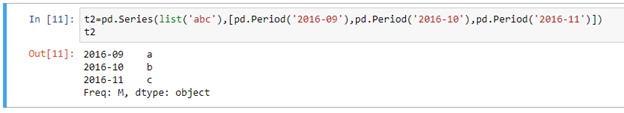 In [11]: t2=pd.Series(list('abc'),[pd.Period('2016-09'),pd.Period('2016-10'),pd.Period('2016-11')])
t2
Out[11]: 2016-09    a
2016-10    b
2016-11    c
Freq: M, dtype: object